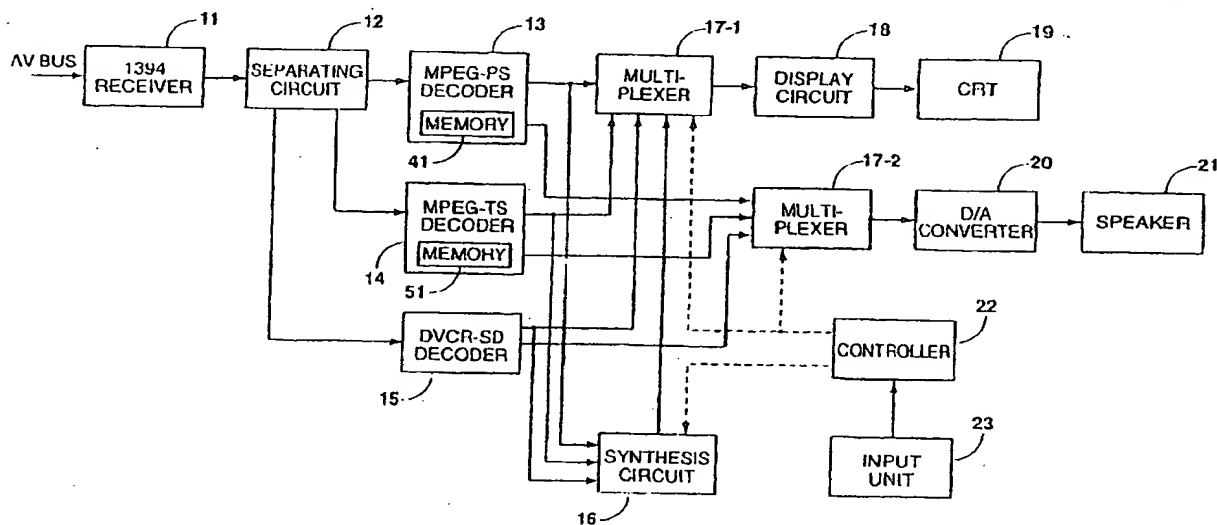 11
12
13
17-1
18
19
AV BUS
1394
RECEIVER
SEPARATING
CIRCUIT
MPEG-PS
DECODER
MEMORY
41
MULTI-
PLEXER
DISPLAY
CIRCUIT
CRT
17-2
20
21
MPEG-TS
DECODER
MEMORY
14
51
MULTI-
PLEXER
D/A
CONVERTER
SPEAKER
DVCR-SD
DECODER
15
22
CONTROLLER
SYNTHESIS
CIRCUIT
16
23
INPUT
UNIT